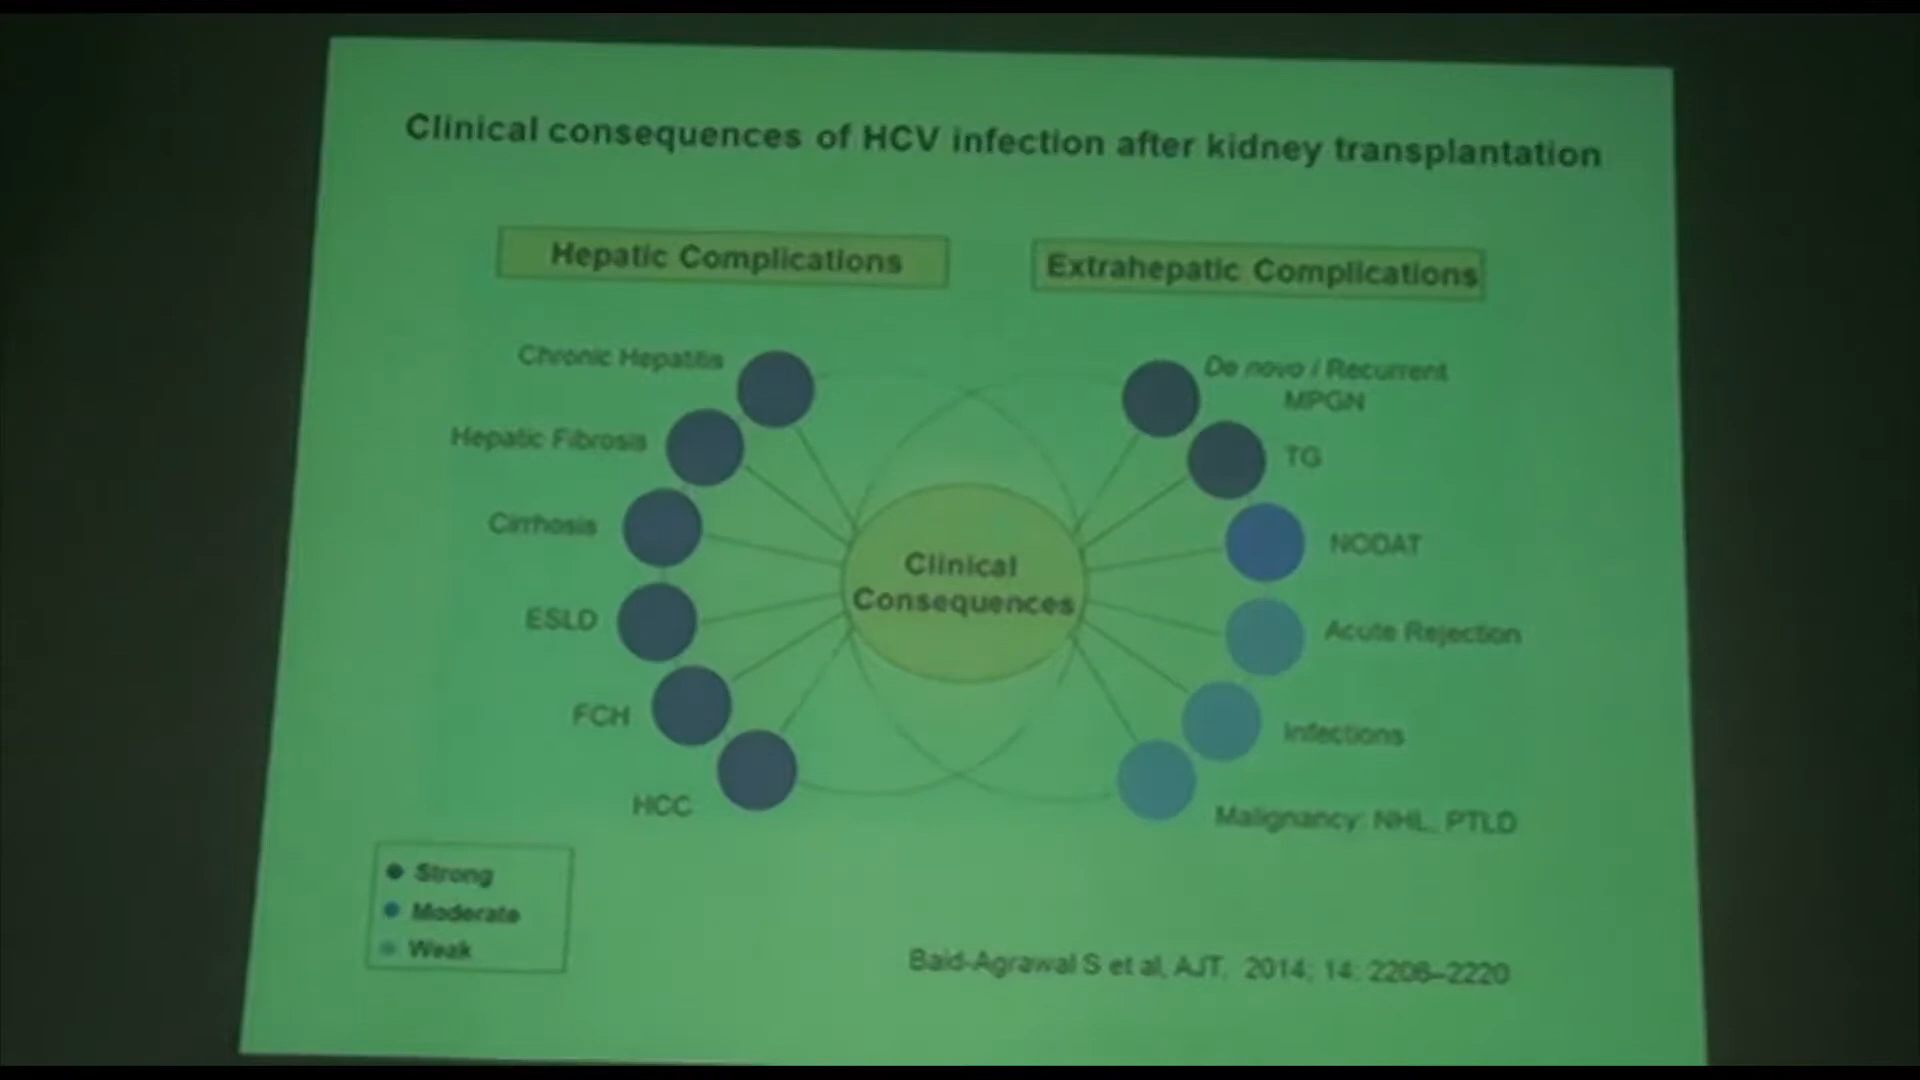 Clinical consequences of HCV infection after kidney transplantation
Hepatic Complications
Extrahepatic Complications
Chronic Hepatitis
Hepatic Fibrosis
Cirrhosis
ESLD
FCH
HCC
Clinical
Consequences
De novo / Recurrent
MPGN
TG
NODAT
Acute Rejection
Infections
Malignancy: NHL, PTLD
Strong
Moderate
Weak
Baid-Agrawal S et al, AJT, 2014; 14: 2206–2220